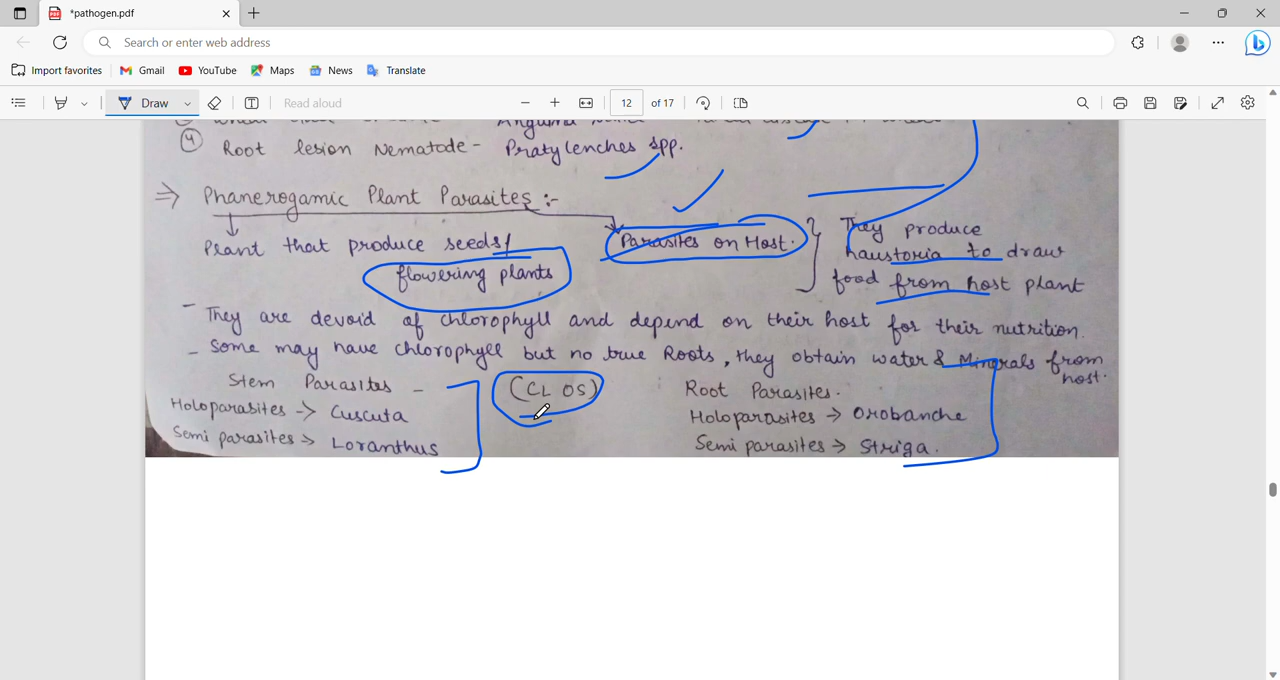 *pathogen.pdf
Search or enter web address
Import favorites Gmail YouTube Maps News Translate
Draw Read aloud 12 of 17
(4) Root lesion Nematode - Pratylenches spp.
⇒ Phanerogamic Plant Parasites :-
Plant that produce seeds/ Parasites on Host. They produce
flowering plants haustoria to draw
food from host plant
- They are devoid of chlorophyll and depend on their host for their nutrition.
- Some may have chlorophyll but no true Roots, they obtain water & Minerals from
host.
Stem Parasites - (CL OS) Root Parasites.
Holoparasites -> Cuscuta Holoparasites -> Orobanche
Semi parasites -> Loranthus Semi parasites -> Striga.